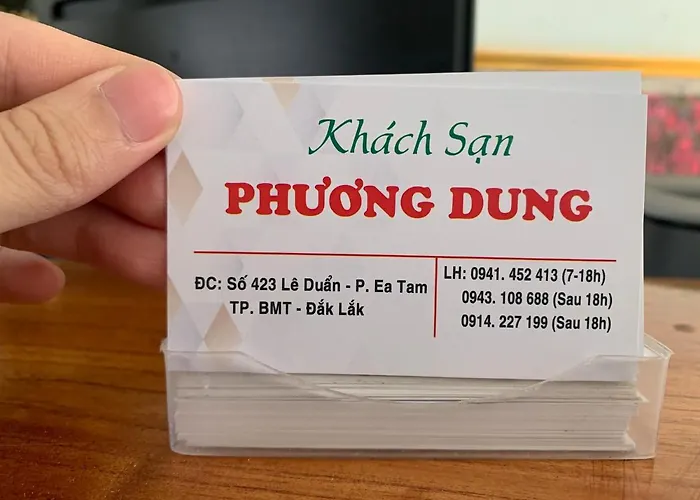 Khách Sạn
PHƯƠNG DUNG
ĐC: Số 423 Lê Duẩn - P. Ea Tam
TP. BMT - Đắk Lắk
LH: 0941. 452 413 (7-18h)
0943. 108 688 (Sau 18h)
0914. 227 199 (Sau 18h)